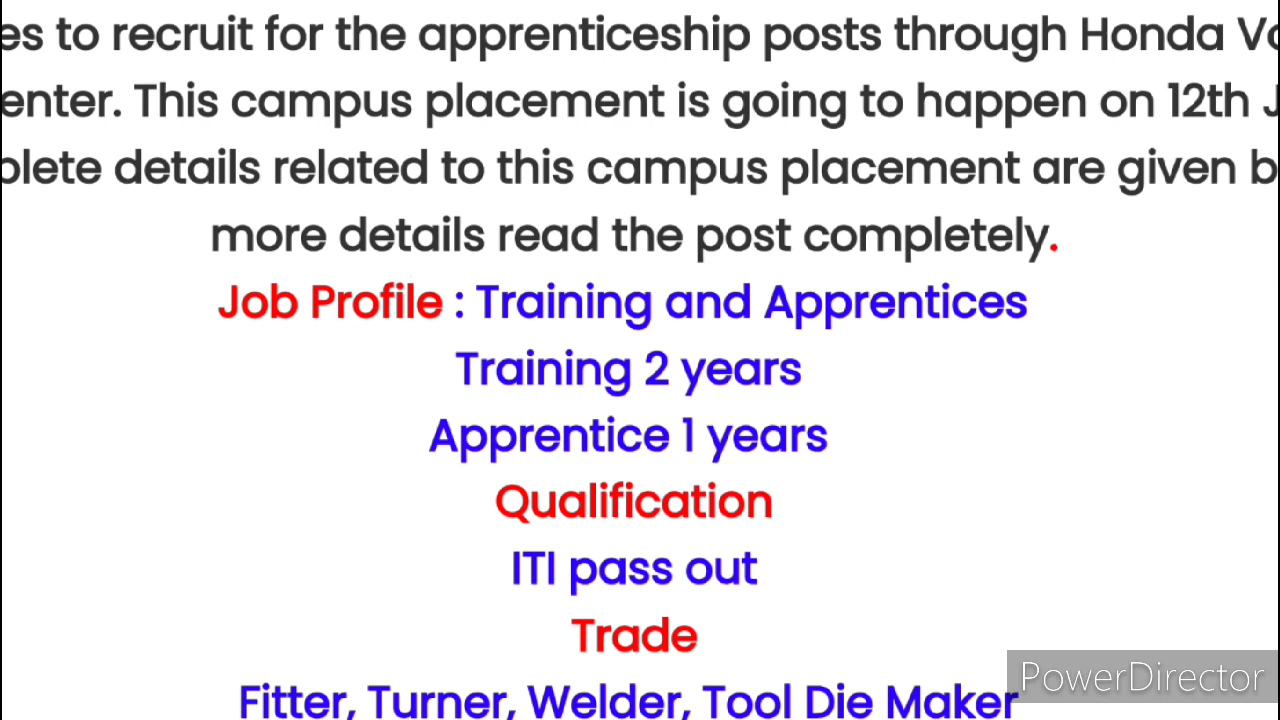 es to recruit for the apprenticeship posts through Honda
enter. This campus placement is going to happen on 12th
plete details related to this campus placement are given
more details read the post completely.
Job Profile : Training and Apprentices
Training 2 years
Apprentice 1 years
Qualification
ITI pass out
Trade
Fitter, Turner, Welder, Tool Die Maker
PowerDirector